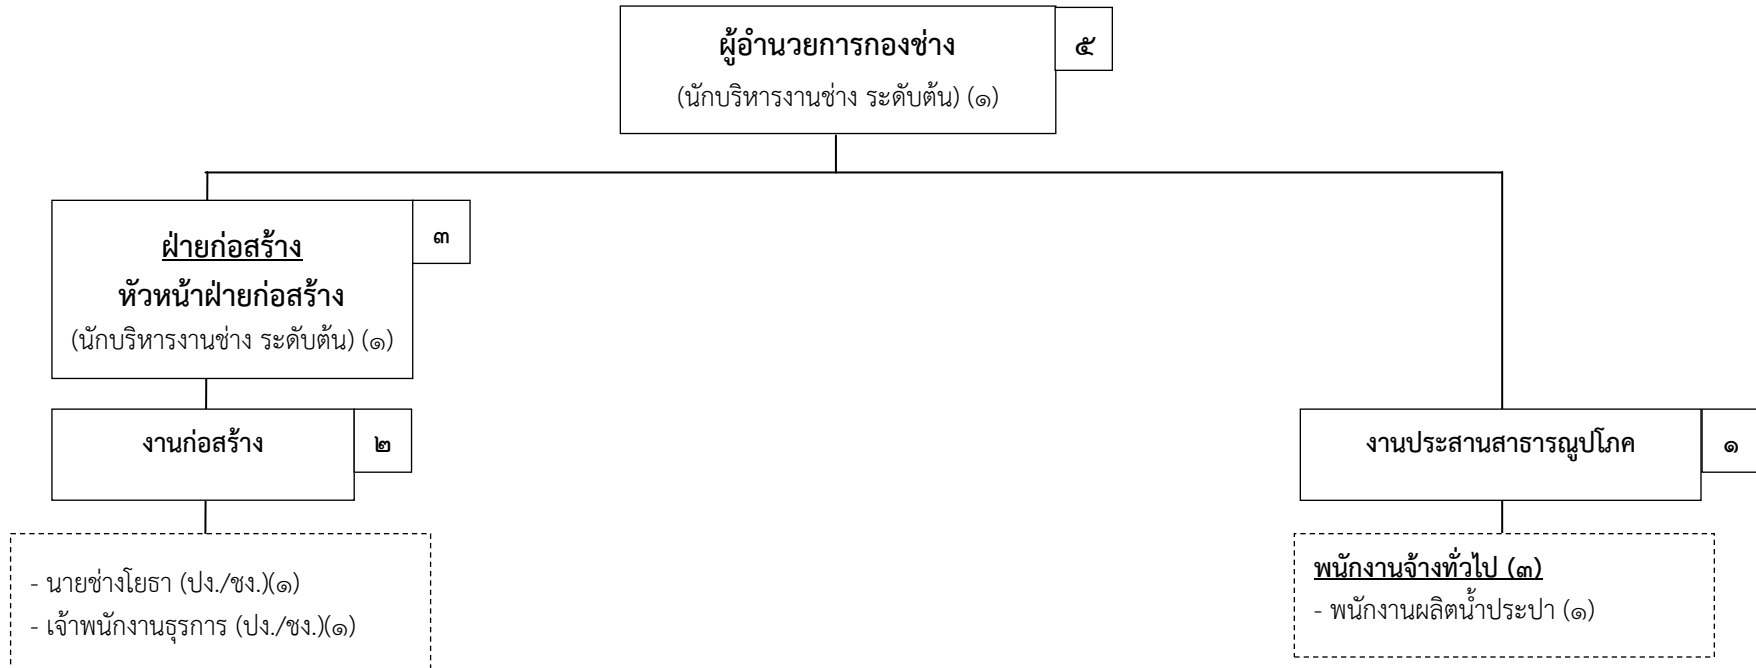 ผู้อำนวยการกองช่าง
๕
(นักบริหารงานช่าง ระดับต้น) (๑)
ฝ่ายก่อสร้าง
๓
หัวหน้าฝ่ายก่อสร้าง
(นักบริหารงานช่าง ระดับต้น) (๑)
งานก่อสร้าง
๒
งานประสานสาธารณูปโภค
๑
- นายช่างโยธา (ปง./ชง.)(๑)
- เจ้าพนักงานธุรการ (ปง./ชง.)(๑)
พนักงานจ้างทั่วไป (๓)
- พนักงานผลิตน้ำประปา (๑)